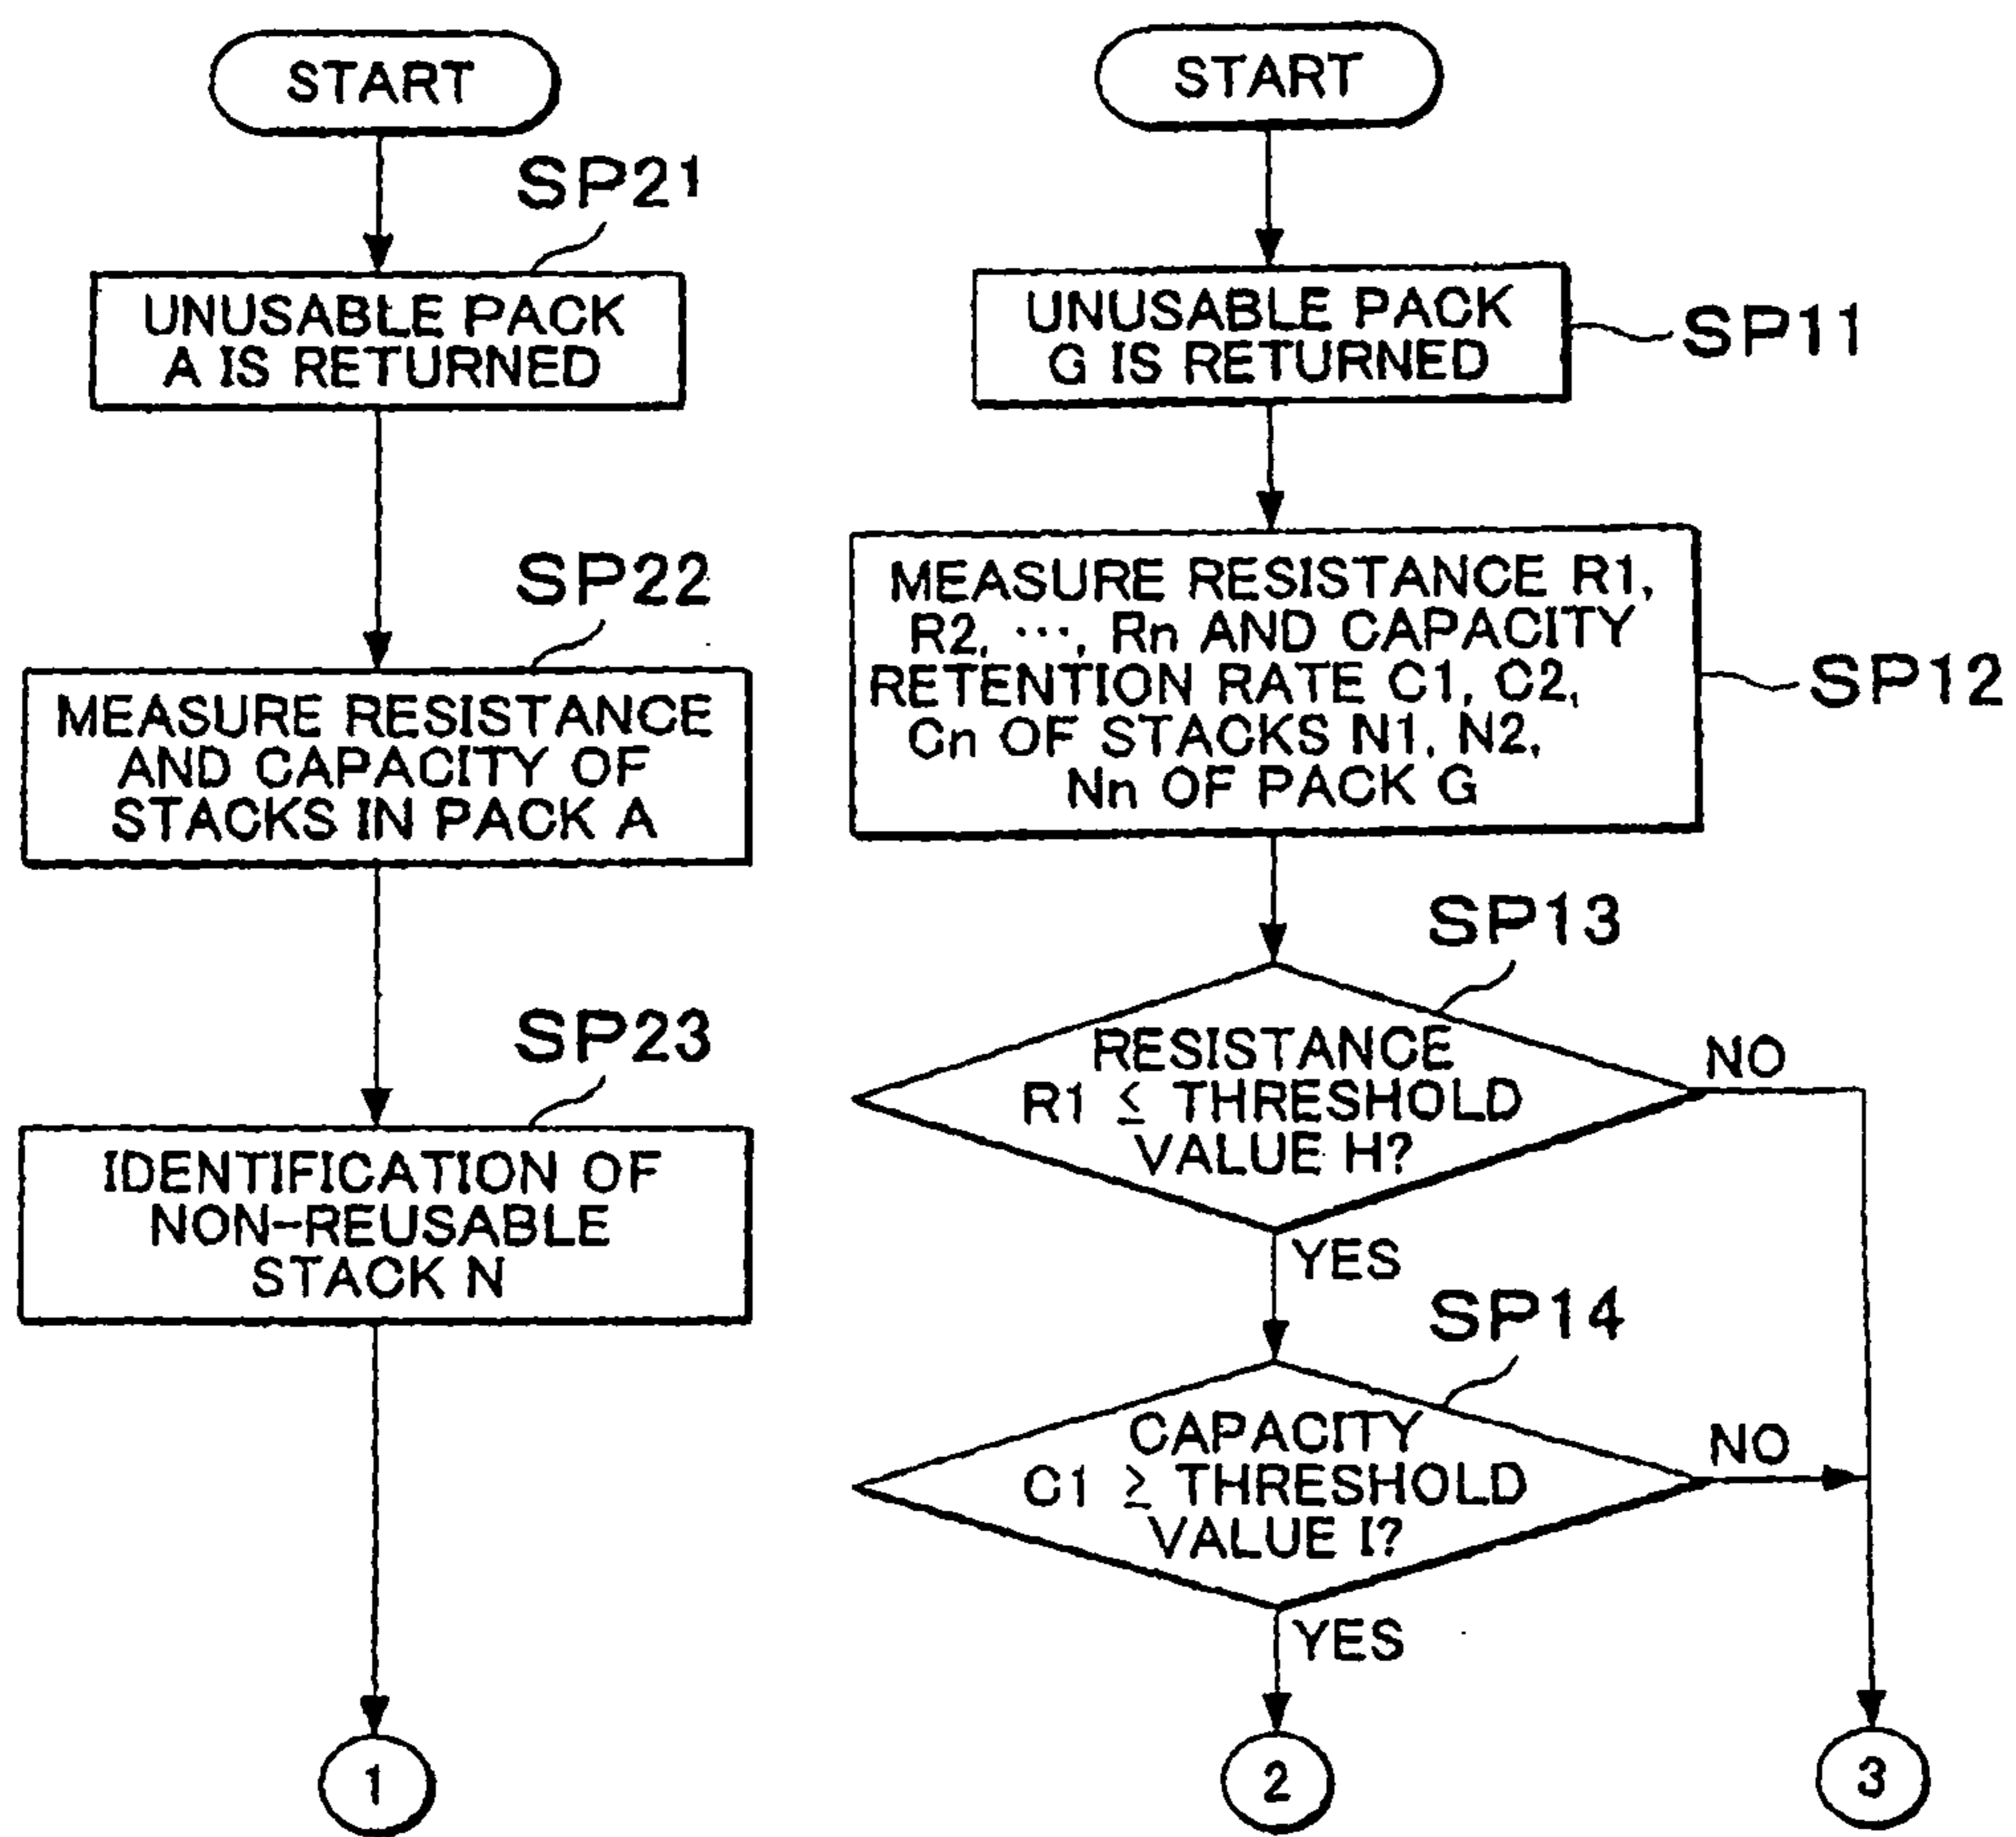 START
SP21
UNUSABLE PACK
A IS RETURNED
SP22
MEASURE RESISTANCE
AND CAPACITY OF
STACKS IN PACK A
SP23
IDENTIFICATION OF
NON-REUSABLE
STACK N
1
START
UNUSABLE PACK
G IS RETURNED
SP11
MEASURE RESISTANCE R1,
R2, ···, Rn AND CAPACITY
RETENTION RATE C1, C2,
Cn OF STACKS N1, N2,
Nn OF PACK G
SP12
SP13
RESISTANCE
R1 ≤ THRESHOLD
VALUE H?
NO
YES
SP14
CAPACITY
C1 ≥ THRESHOLD
VALUE I?
NO
YES
2
3